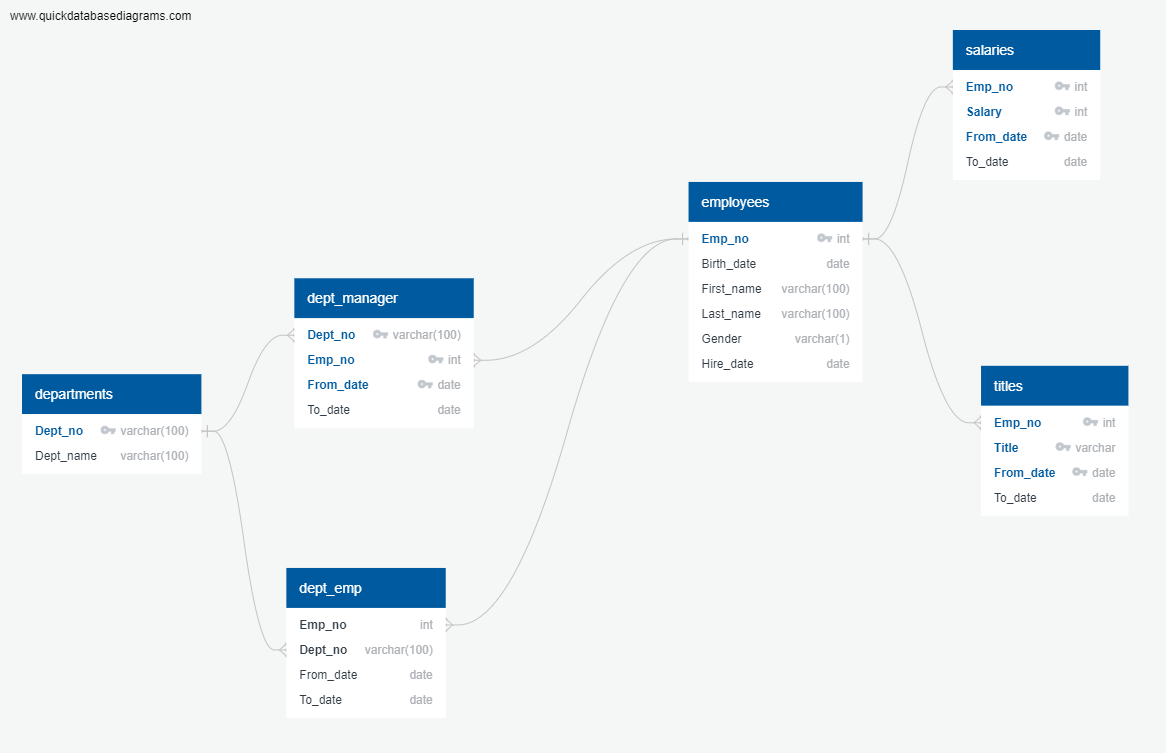 www.quickdatabasediagrams.com
salaries
Emp_no int
Salary int
From_date date
To_date date
employees
Emp_no int
Birth_date date
First_name varchar(100)
Last_name varchar(100)
Gender varchar(1)
Hire_date date
dept_manager
Dept_no varchar(100)
Emp_no int
From_date date
To_date date
titles
Emp_no int
Title varchar
From_date date
To_date date
departments
Dept_no varchar(100)
Dept_name varchar(100)
dept_emp
Emp_no int
Dept_no varchar(100)
From_date date
To_date date